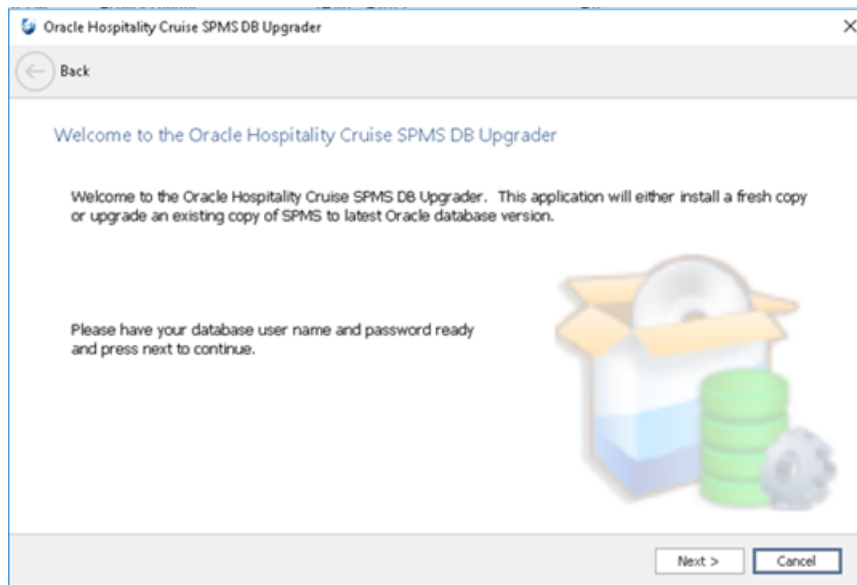 Oracle Hospitality Cruise SPMS DB Upgrader
Back
Welcome to the Oracle Hospitality Cruise SPMS DB Upgrader
Welcome to the Oracle Hospitality Cruise SPMS DB Upgrader. This application will either install a fresh copy
or upgrade an existing copy of SPMS to latest Oracle database version.
Please have your database user name and password ready
and press next to continue.
Next >
Cancel